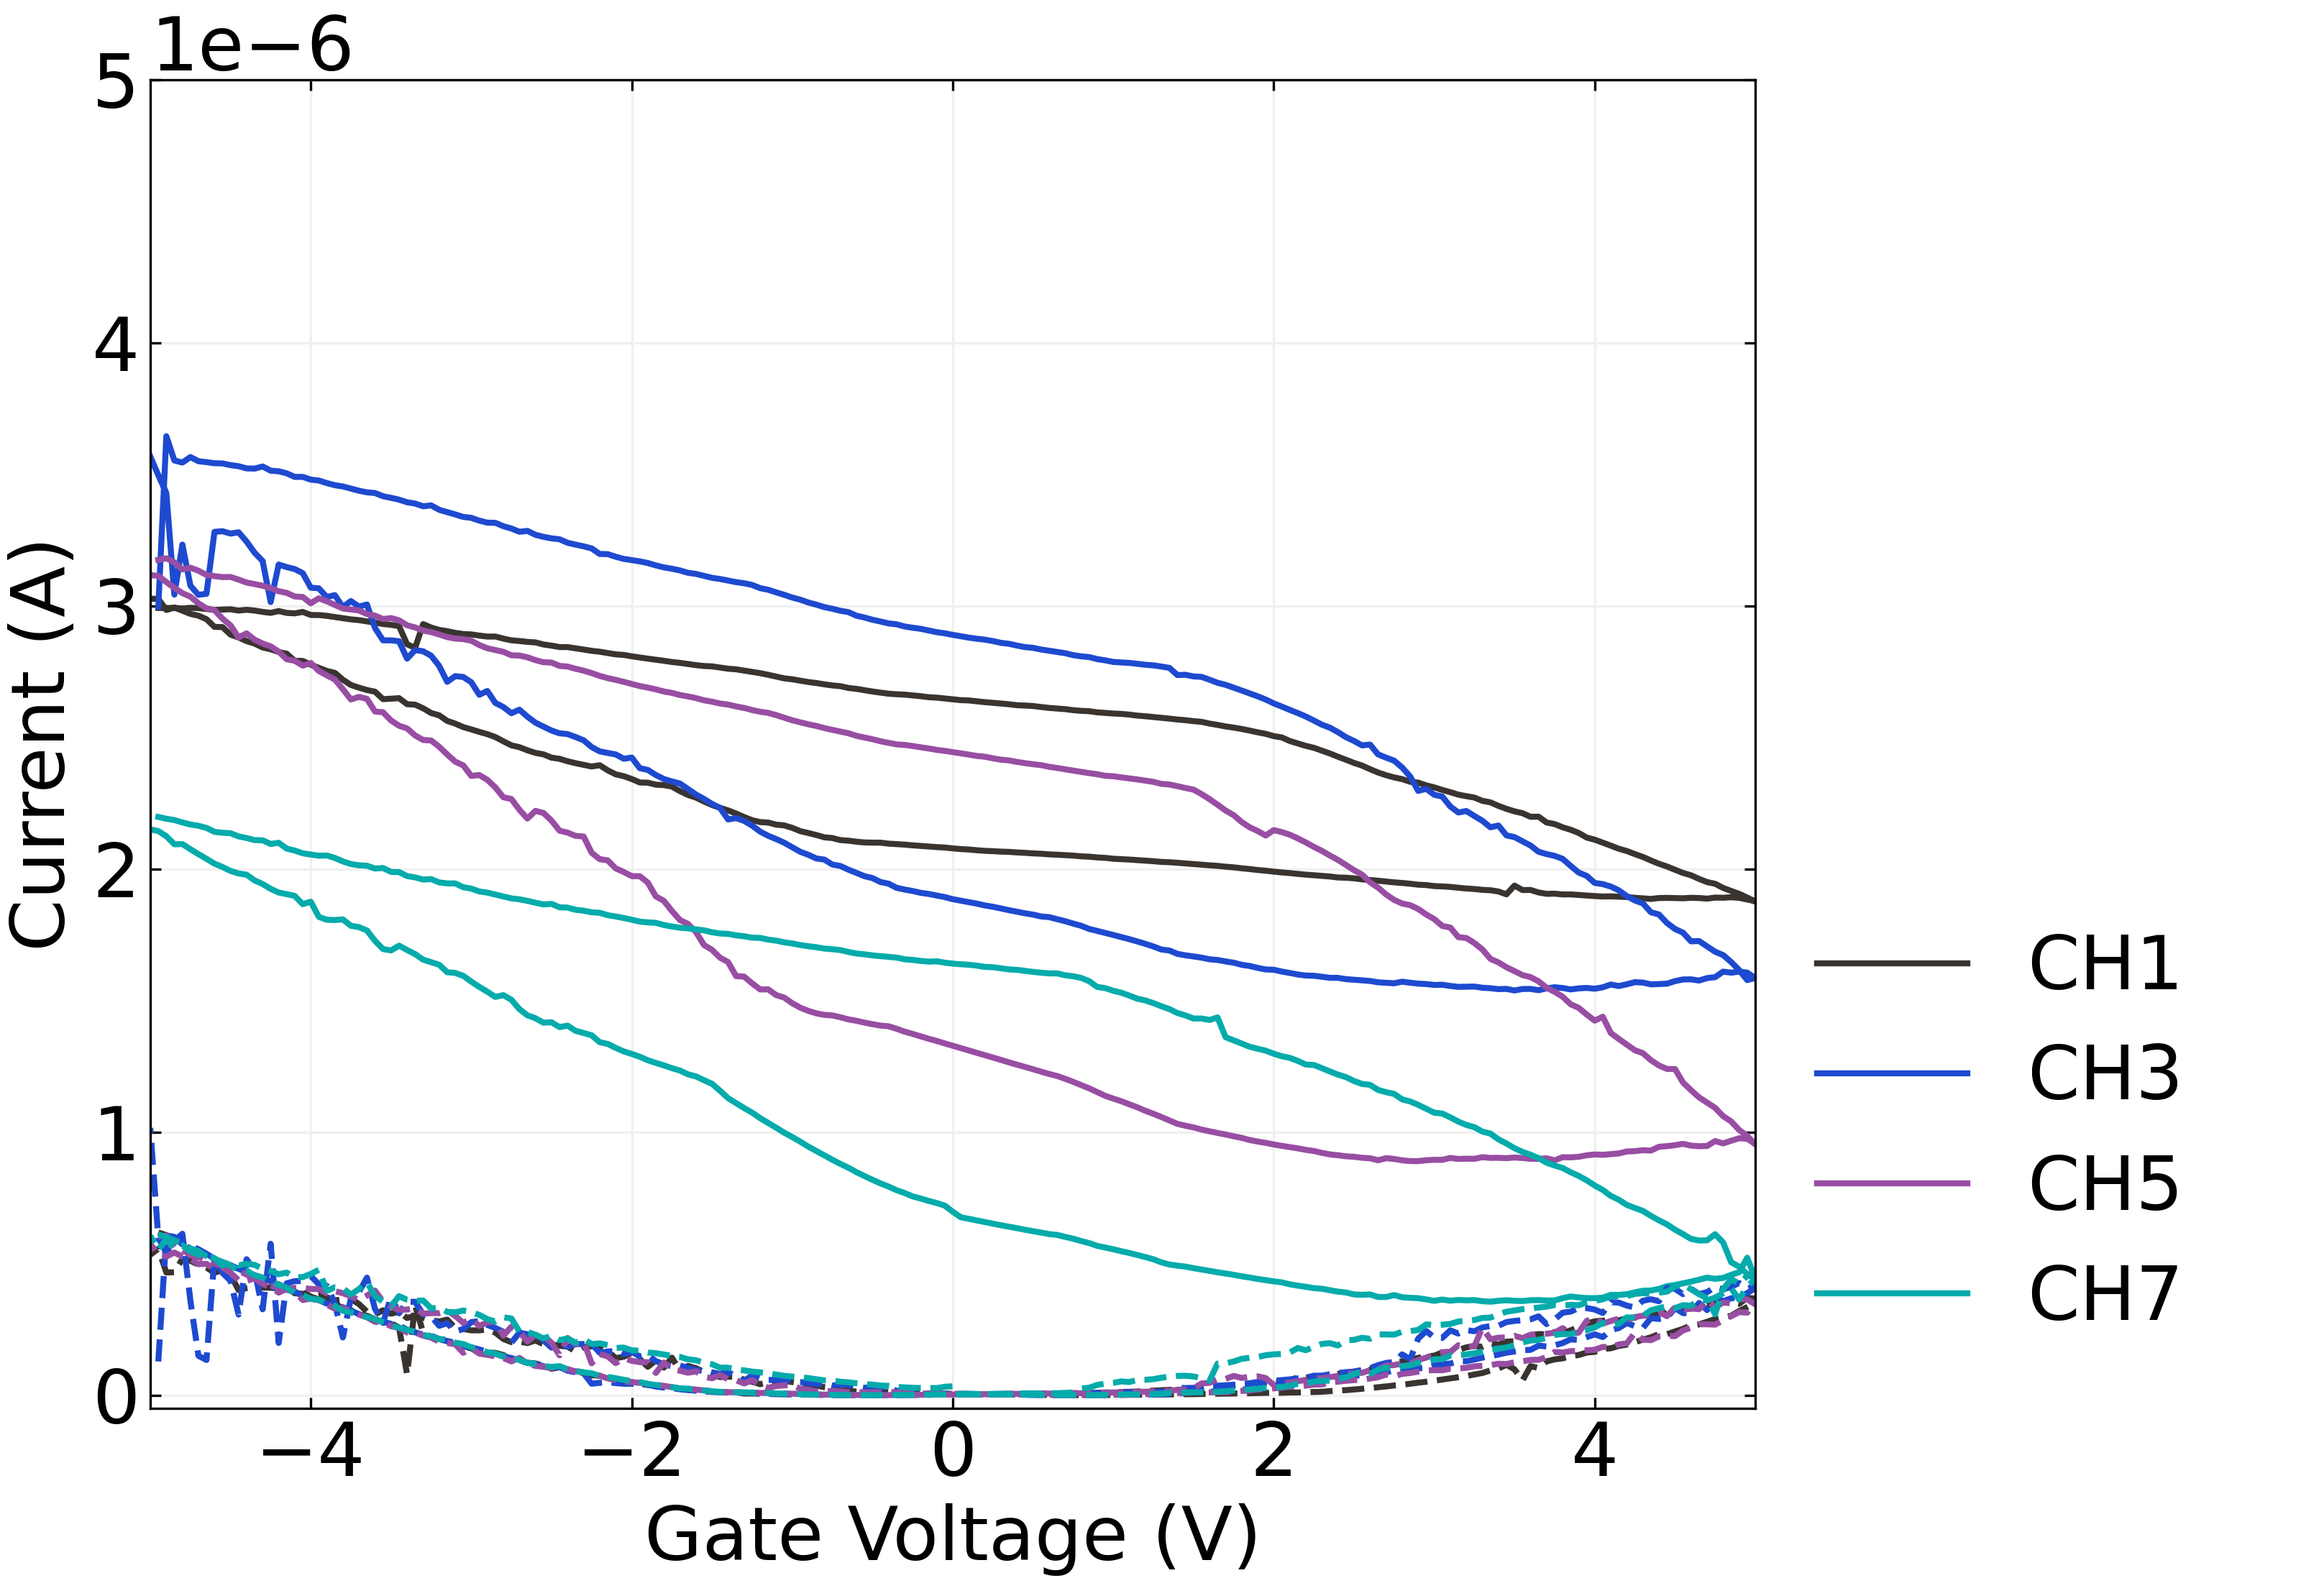 1e−6
5
4
3
2
1
0
−4 −2 0 2 4
Gate Voltage (V)
Current (A)
CH1
CH3
CH5
CH7